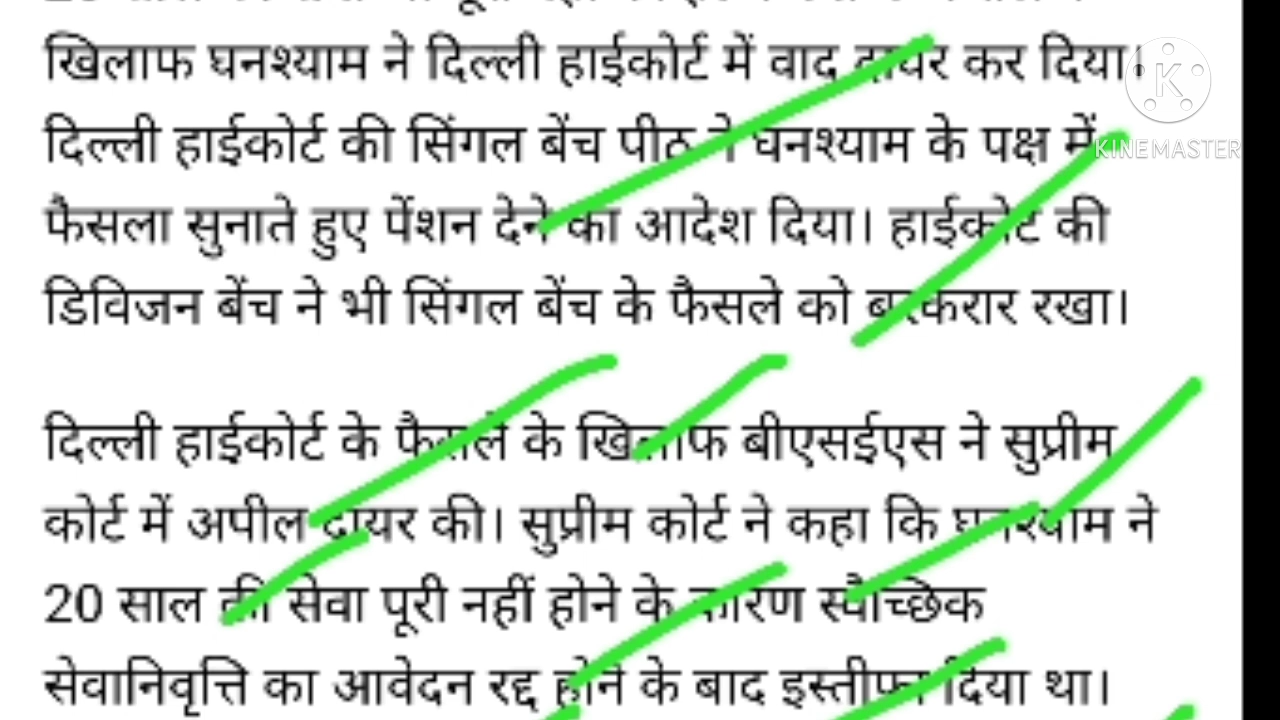 खिलाफ घनश्याम ने दिल्ली हाईकोर्ट में वाद दायर कर दिया।
दिल्ली हाईकोर्ट की सिंगल बेंच पीठ ने घनश्याम के पक्ष में
फैसला सुनाते हुए पेंशन देने का आदेश दिया। हाईकोर्ट की
डिविजन बेंच ने भी सिंगल बेंच के फैसले को बरकरार रखा।
दिल्ली हाईकोर्ट के फैसले के खिलाफ बीएसईएस ने सुप्रीम
कोर्ट में अपील दायर की। सुप्रीम कोर्ट ने कहा कि घनश्याम ने
20 साल की सेवा पूरी नहीं होने के कारण स्वैच्छिक
सेवानिवृत्ति का आवेदन रद्द होने के बाद इस्तीफा दिया था।
K
KINEMASTER